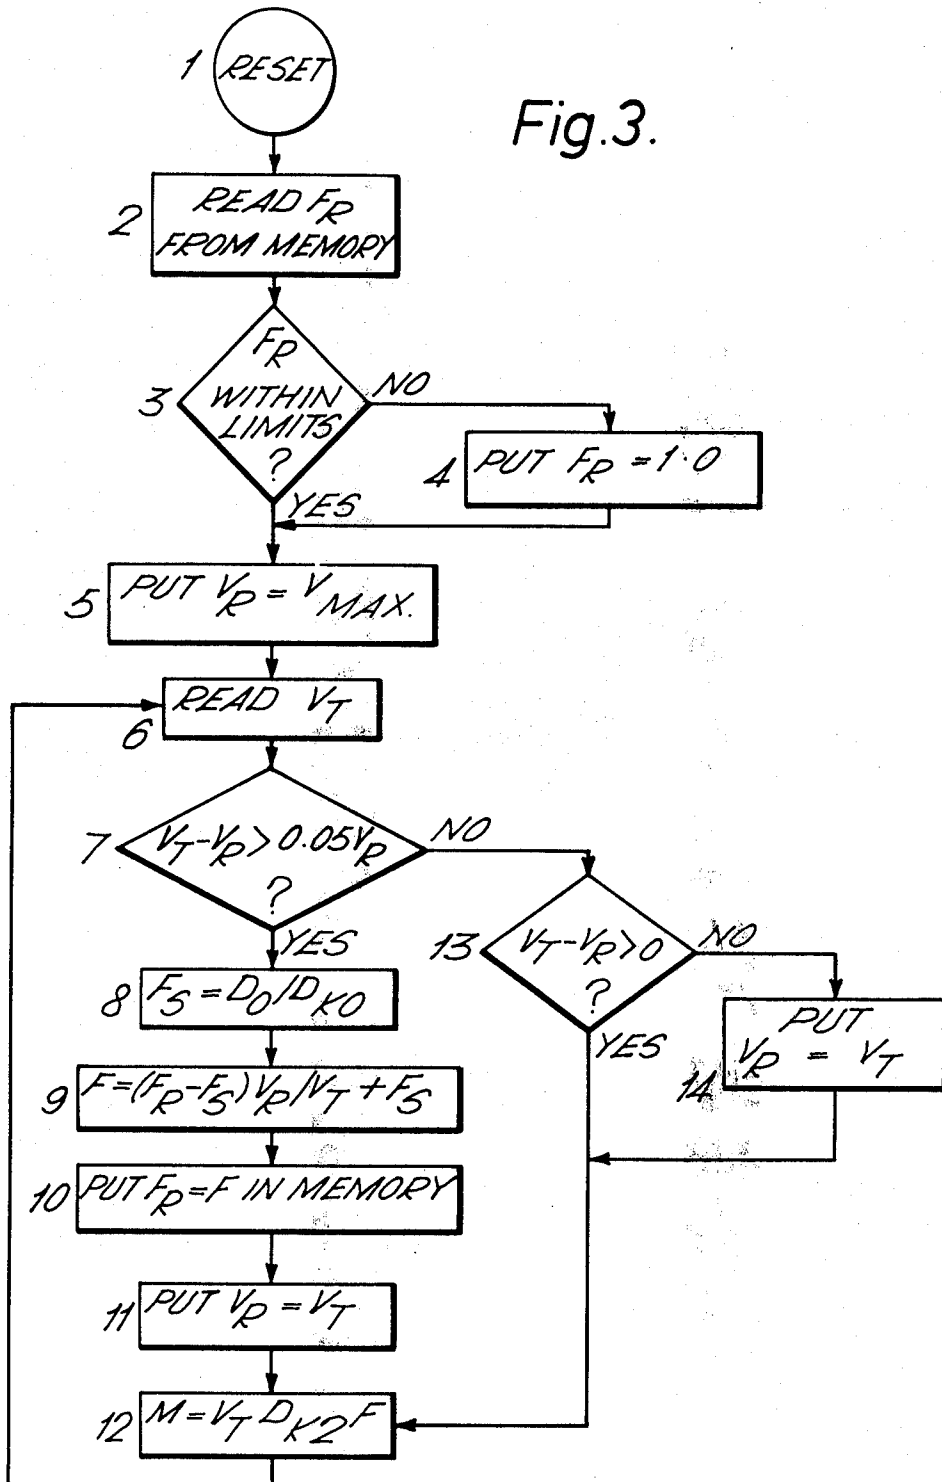 Fig.3.
1 RESET
2 READ F_R
FROM MEMORY
3 F_R
WITHIN
LIMITS
?
NO
YES
4 PUT F_R = 1·0
5 PUT V_R = V_MAX.
6 READ V_T
7 V_T-V_R > 0.05V_R
?
NO
YES
8 F_S = D_O/D_KO
9 F=(F_R-F_S)V_R/V_T + F_S
10 PUT F_R=F IN MEMORY
11 PUT V_R = V_T
12 M=V_T D_K2 F
13 V_T-V_R>0
?
NO
YES
14 PUT
V_R = V_T